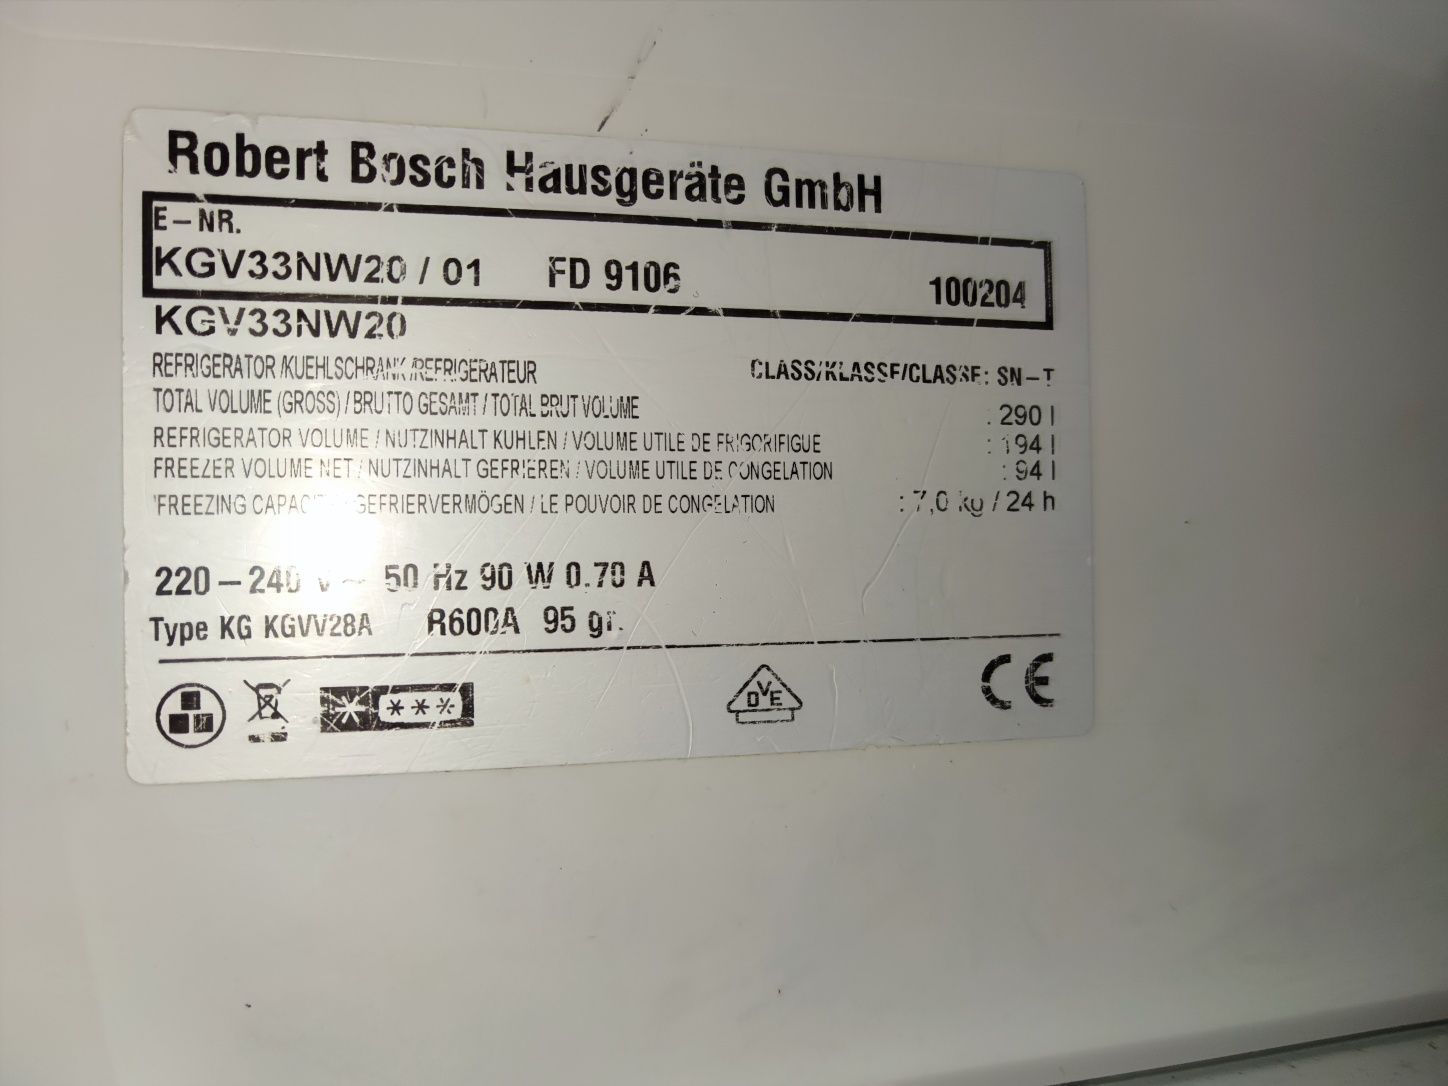 Robert Bosch Hausgeräte GmbH
E-NR.
KGV33NW20 / 01 FD 9106 100204
KGV33NW20
REFRIGERATOR /KUEHLSCHRANK /REFRIGERATEUR CLASS/KLASSE/CLASSE: SN-T
TOTAL VOLUME (GROSS) / BRUTTO GESAMT / TOTAL BRUT VOLUME : 290 l
REFRIGERATOR VOLUME / NUTZINHALT KUHLEN / VOLUME UTILE DE FRIGORIFIGUE : 194 l
FREEZER VOLUME NET / NUTZINHALT GEFRIEREN / VOLUME UTILE DE CONGELATION : 94 l
FREEZING CAPACITY / GEFRIERVERMÖGEN / LE POUVOIR DE CONGELATION : 7,0 kg / 24 h
220-240 V~ 50 Hz 90 W 0.70 A
Type KG KGVV28A R600A 95 gr.
DVE
CE